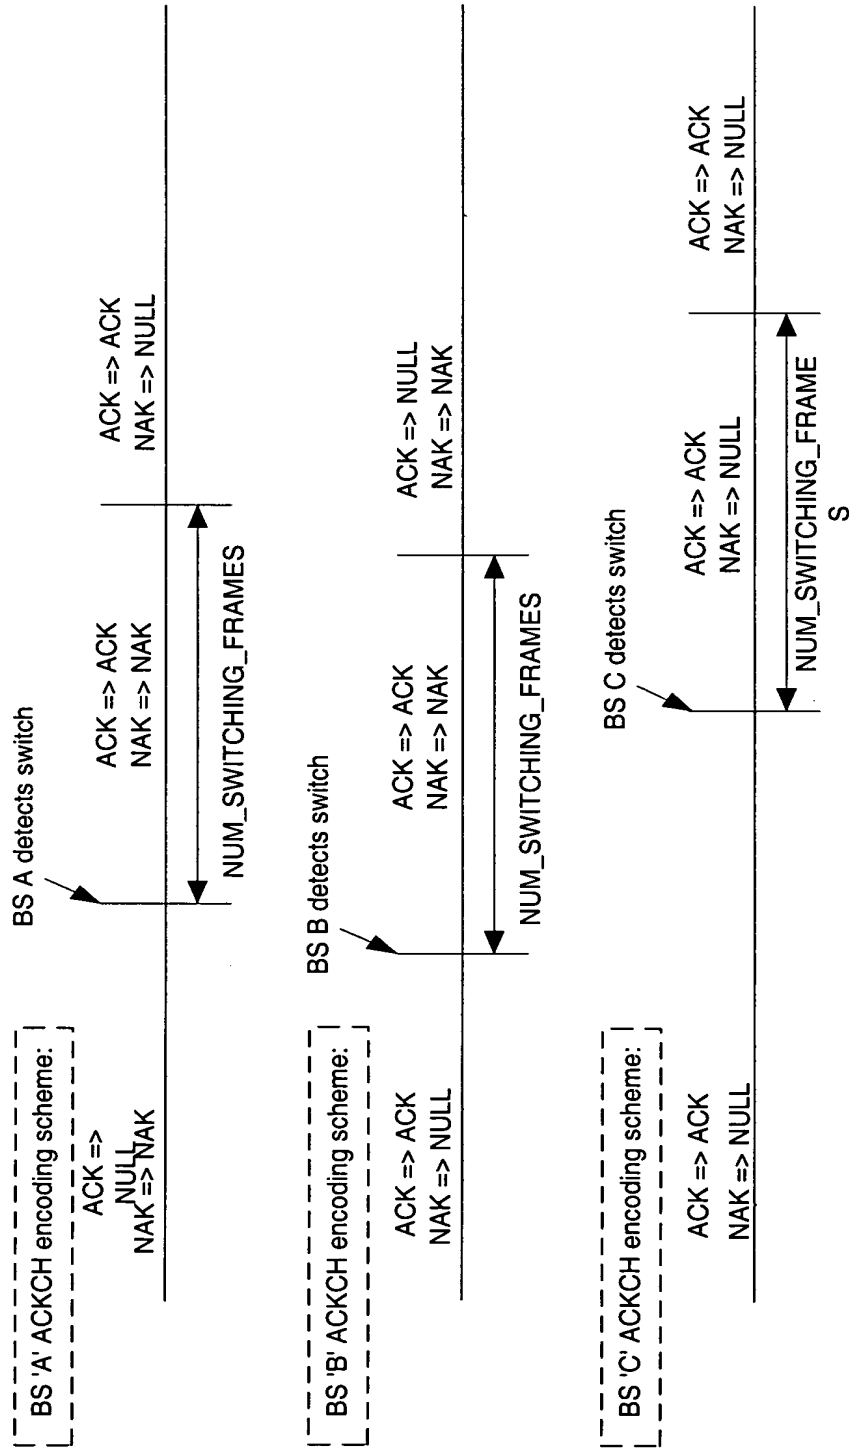 BS 'A' ACKCH encoding scheme:
ACK =>
NULL
NAK => NAK
BS A detects switch
ACK => ACK
NAK => NAK
NUM_SWITCHING_FRAMES
ACK => ACK
NAK => NULL
BS 'B' ACKCH encoding scheme:
ACK => ACK
NAK => NULL
BS B detects switch
ACK => ACK
NAK => NAK
NUM_SWITCHING_FRAMES
ACK => NULL
NAK => NAK
BS 'C' ACKCH encoding scheme:
ACK => ACK
NAK => NULL
BS C detects switch
ACK => ACK
NAK => NULL
NUM_SWITCHING_FRAME
S
ACK => ACK
NAK => NULL